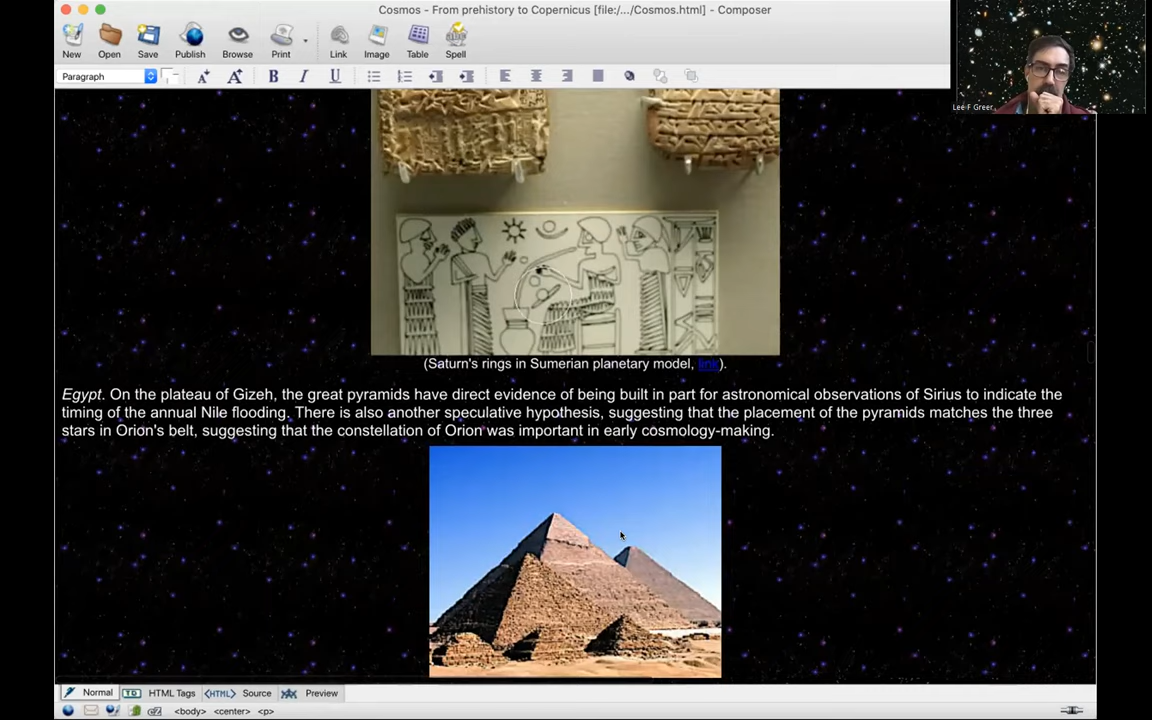 Cosmos - From prehistory to Copernicus [file:/.../Cosmos.html] - Composer
New Open Save Publish Browse Print Link Image Table Spell
Paragraph
B I U
Lee F Greer
(Saturn's rings in Sumerian planetary model, link).
Egypt. On the plateau of Gizeh, the great pyramids have direct evidence of being built in part for astronomical observations of Sirius to indicate the
timing of the annual Nile flooding. There is also another speculative hypothesis, suggesting that the placement of the pyramids matches the three
stars in Orion's belt, suggesting that the constellation of Orion was important in early cosmology-making.
Normal TD HTML Tags <HTML> Source Preview
<body> <center> <p>